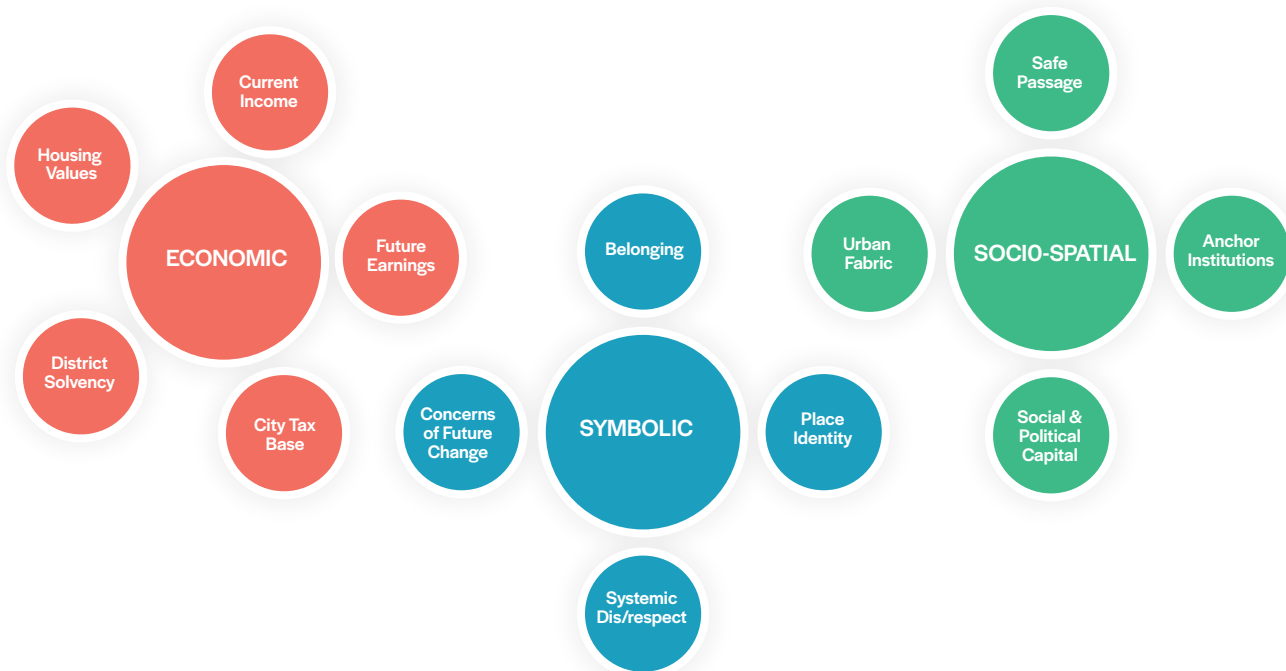 Current
Income
Housing
Values
ECONOMIC
Future
Earnings
District
Solvency
City Tax
Base
Belonging
Concerns
of Future
Change
SYMBOLIC
Place
Identity
Systemic
Dis/respect
Safe
Passage
Urban
Fabric
SOCI0-SPATIAL
Anchor
Institutions
Social &
Political
Capital